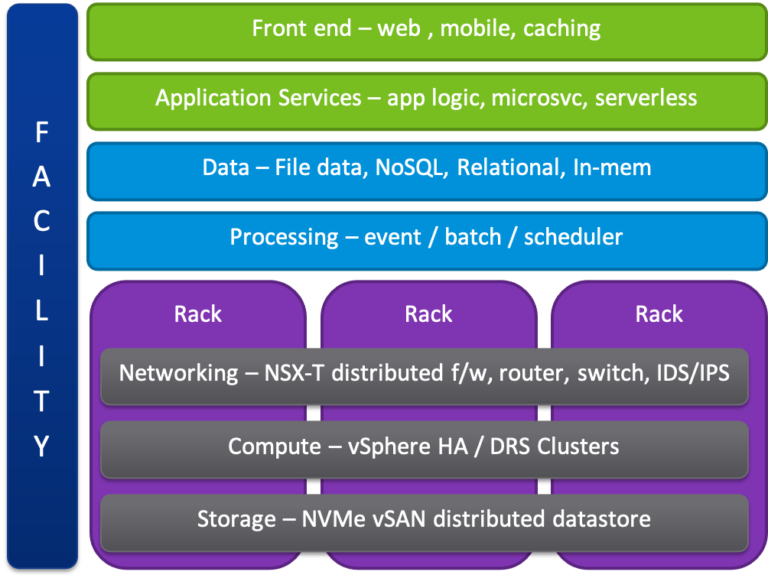 F
A
C
I
L
I
T
Y
Front end – web , mobile, caching
Application Services – app logic, microsvc, serverless
Data – File data, NoSQL, Relational, In-mem
Processing – event / batch / scheduler
Rack
Rack
Rack
Networking – NSX-T distributed f/w, router, switch, IDS/IPS
Compute – vSphere HA / DRS Clusters
Storage – NVMe vSAN distributed datastore